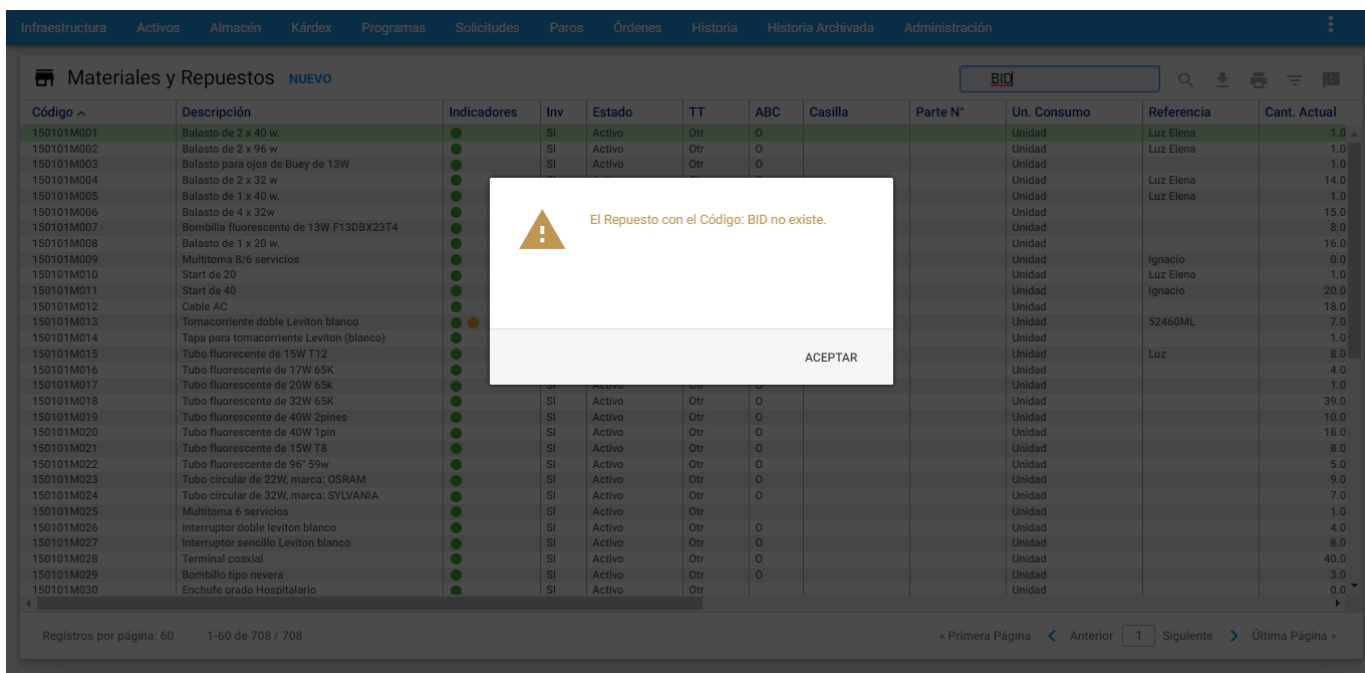 Infraestructura Activos Almacén Kárdex Programas Solicitudes Paros Órdenes Historia Historia Archivada Administración
Materiales y Repuestos NUEVO BID
Código Descripción Indicadores Inv Estado TT ABC Casilla Parte N° Un. Consumo Referencia Cant. Actual
150101M001 Balasto de 2 x 40 w. SI Activo Otr O Unidad Luz Elena 1.0
150101M002 Balasto de 2 x 96 w SI Activo Otr O Unidad Luz Elena 1.0
150101M003 Balasto para ojos de Buey de 13W SI Activo Otr O Unidad 1.0
150101M004 Balasto de 2 x 32 w Unidad Luz Elena 14.0
150101M005 Balasto de 1 x 40 w. Unidad Luz Elena 1.0
150101M006 Balasto de 4 x 32w Unidad 15.0
150101M007 Bombilla fluorescente de 13W F13DBX23T4 Unidad 8.0
150101M008 Balasto de 1 x 20 w. Unidad 16.0
150101M009 Multitoma 8/6 servicios Unidad Ignacio 0.0
150101M010 Start de 20 Unidad Luz Elena 1.0
150101M011 Start de 40 Unidad Ignacio 20.0
150101M012 Cable AC Unidad 18.0
150101M013 Tomacorriente doble Leviton blanco Unidad 52460ML 7.0
150101M014 Tapa para tomacorriente Leviton (blanco) Unidad 1.0
150101M015 Tubo fluorecente de 15W T12 Unidad Luz 8.0
150101M016 Tubo fluorescente de 17W 65K Unidad 4.0
150101M017 Tubo fluorescente de 20W 65k SI Activo Otr O Unidad 1.0
150101M018 Tubo fluorescente de 32W 65K SI Activo Otr O Unidad 39.0
150101M019 Tubo fluorescente de 40W 2pines SI Activo Otr O Unidad 10.0
150101M020 Tubo fluorescente de 40W 1pin SI Activo Otr O Unidad 18.0
150101M021 Tubo fluorescente de 15W T8 SI Activo Otr O Unidad 8.0
150101M022 Tubo fluorescente de 96" 59w SI Activo Otr O Unidad 5.0
150101M023 Tubo circular de 22W, marca: OSRAM SI Activo Otr O Unidad 9.0
150101M024 Tubo circular de 32W, marca: SYLVANIA SI Activo Otr O Unidad 7.0
150101M025 Multitoma 6 servicios SI Activo Otr Unidad 1.0
150101M026 Interruptor doble leviton blanco SI Activo Otr O Unidad 4.0
150101M027 Interruptor sencillo Leviton blanco SI Activo Otr O Unidad 8.0
150101M028 Terminal coaxial SI Activo Otr O Unidad 40.0
150101M029 Bombillo tipo nevera SI Activo Otr O Unidad 3.0
150101M030 Enchufe grado Hospitalario SI Activo Otr Unidad 0.0
El Repuesto con el Código: BID no existe.
ACEPTAR
Registros por página: 60 1-60 de 708 / 708 « Primera Página Anterior 1 Siguiente Última Página »